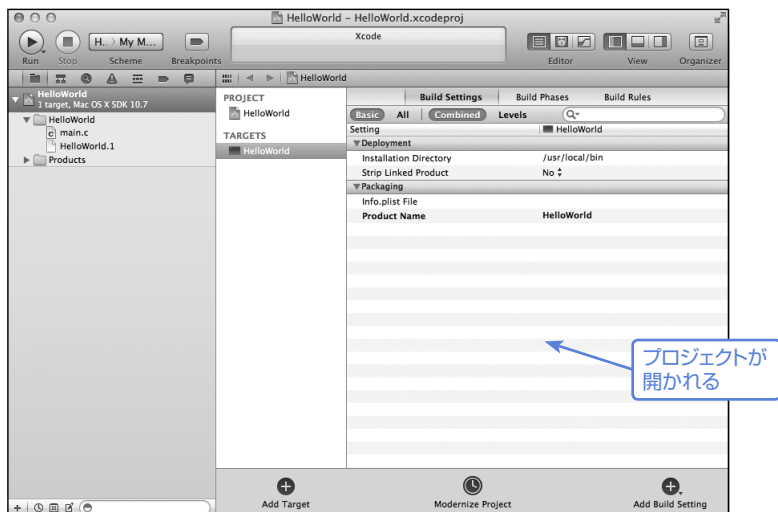 HelloWorld – HelloWorld.xcodeproj
Xcode
H.. 〉 My M...
Run Stop Scheme Breakpoints Editor View Organizer
HelloWorld
HelloWorld
1 target, Mac OS X SDK 10.7
HelloWorld
main.c
HelloWorld.1
Products
PROJECT
HelloWorld
TARGETS
HelloWorld
Build Settings Build Phases Build Rules
Basic All Combined Levels
Setting HelloWorld
Deployment
Installation Directory /usr/local/bin
Strip Linked Product No
Packaging
Info.plist File
Product Name HelloWorld
プロジェクトが
開かれる
Add Target Modernize Project Add Build Setting